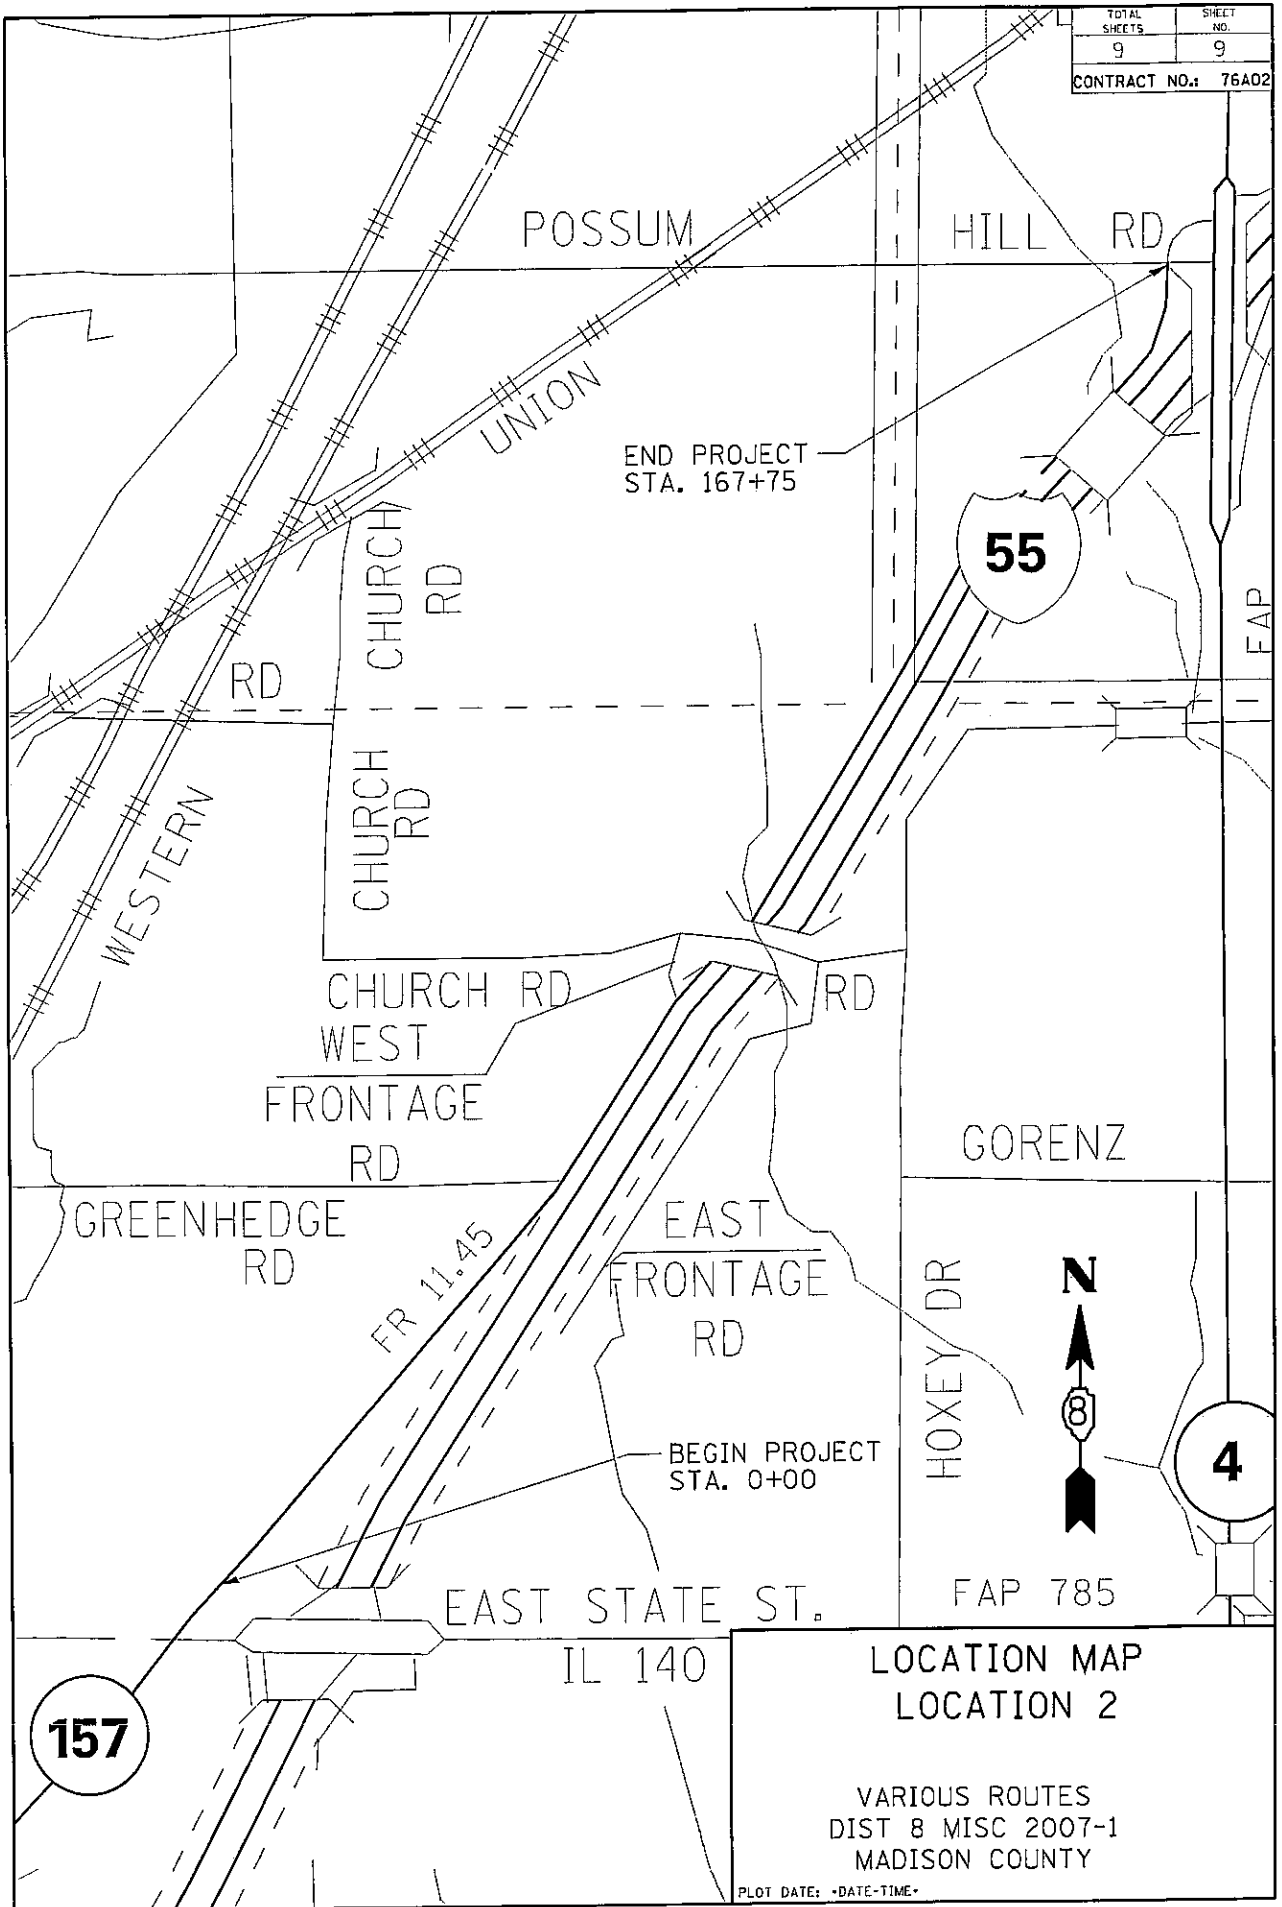 TOTAL SHEETS
SHEET NO.
9
9
CONTRACT NO.: 76A02
POSSUM HILL RD
UNION
END PROJECT
STA. 167+75
55
CHURCH
RD
FAP
RD
CHURCH
RD
WESTERN
CHURCH RD
RD
WEST
FRONTAGE
RD
GORENZ
GREENHEDGE
RD
FR 11.45
EAST
FRONTAGE
RD
HOXEY DR
N
8
BEGIN PROJECT
STA. 0+00
4
EAST STATE ST.
FAP 785
IL 140
157
LOCATION MAP
LOCATION 2
VARIOUS ROUTES
DIST 8 MISC 2007-1
MADISON COUNTY
PLOT DATE: •DATE-TIME•